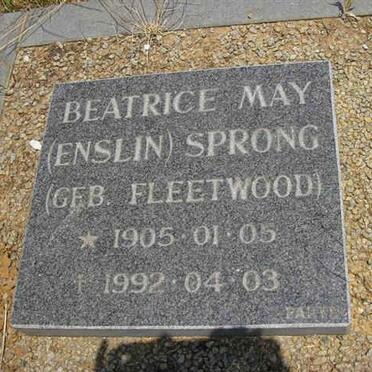 BEATRICE MAY
(ENSLIN) SPRONG
(GEB. FLEETWOOD)
★ 1905·01·05
† 1992·04·03